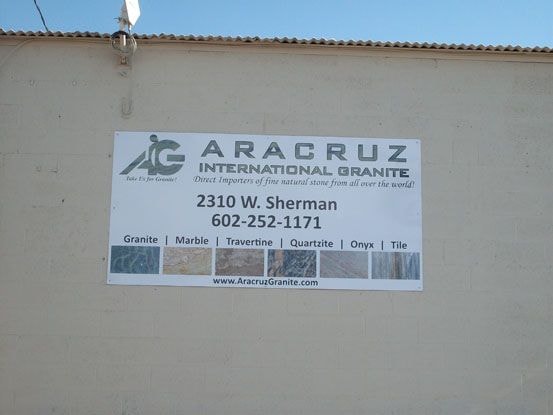 ARACRUZ
INTERNATIONAL GRANITE
AG
Take Us for Granite!
Direct Importers of fine natural stone from all over the world!
2310 W. Sherman
602-252-1171
Granite | Marble | Travertine | Quartzite | Onyx | Tile
www.AracruzGranite.com